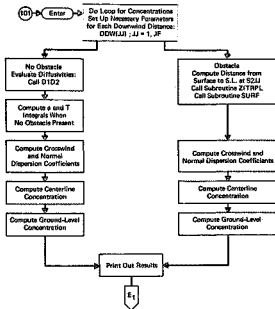 101
Enter
Do Loop for Concentrations
Set Up Necessary Parameters
for Each Downwind Distance:
DDW(JJ) ; JJ = 1, JF
No Obstacle
Evaluate Diffusivities:
Call D1D2
Compute s and T
Integrals When
No Obstacle Present
Compute Crosswind
and Normal
Dispersion Coefficients
Compute Centerline
Concentration
Compute Ground-Level
Concentration
Obstacle
Compute Distance from
Surface to S.L. at S2JJ
Call Subroutine ZITRPL
Call Subroutine SURF
Compute Crosswind and
Normal Dispersion Coefficients
Compute Centerline
Concentration
Compute Ground-Level
Concentration
Print Out Results
E1